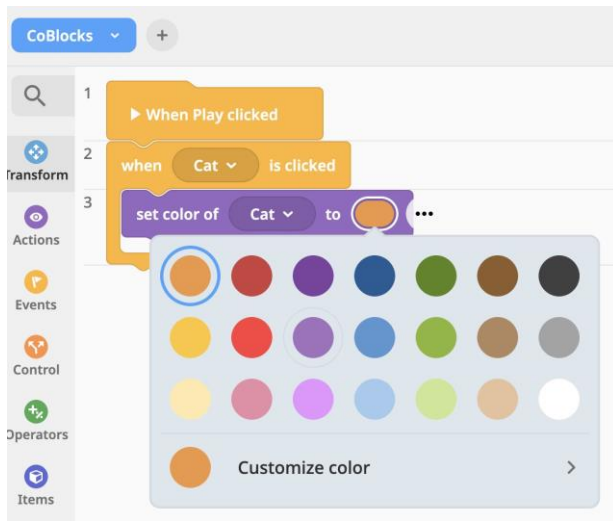 CoBlocks
+
1
When Play clicked
2
when Cat is clicked
3
set color of Cat to ...
Transform
Actions
Events
Control
Operators
Items
Customize color